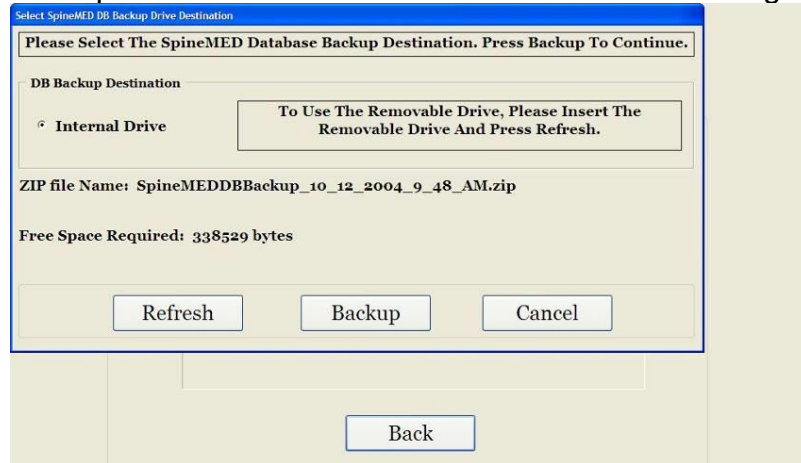 Select SpineMED DB Backup Drive Destination
Please Select The SpineMED Database Backup Destination. Press Backup To Continue.
DB Backup Destination
Internal Drive
To Use The Removable Drive, Please Insert The
Removable Drive And Press Refresh.
ZIP file Name: SpineMEDDBBackup_10_12_2004_9_48_AM.zip
Free Space Required: 338529 bytes
Refresh Backup Cancel
Back